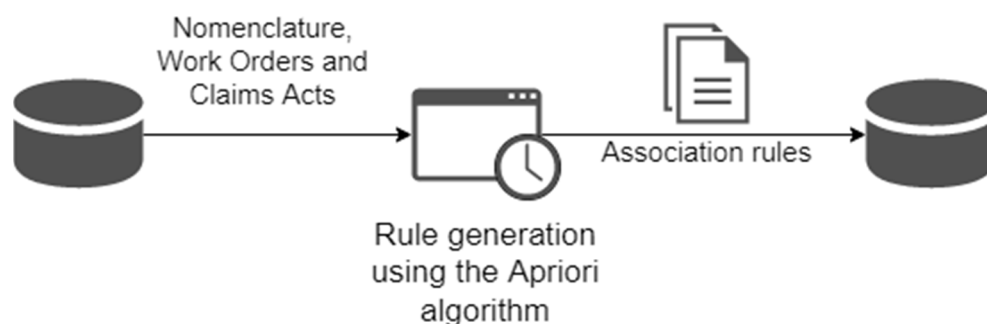 Nomenclature,
Work Orders and
Claims Acts
Association rules
Rule generation
using the Apriori
algorithm